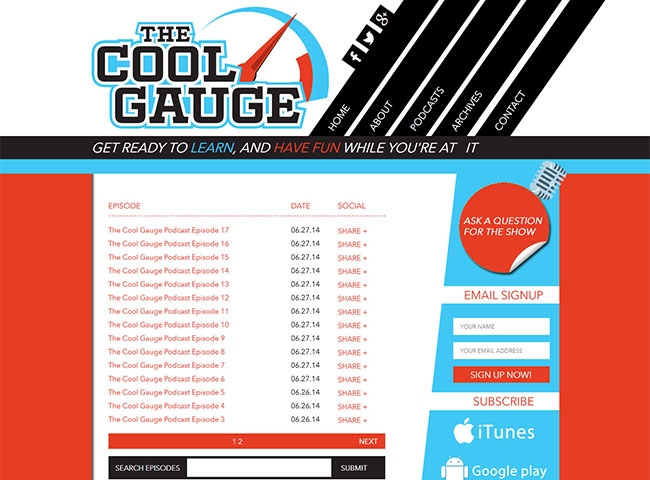 THE
COOL
GAUGE
HOME
ABOUT
PODCASTS
ARCHIVES
CONTACT
GET READY TO LEARN, AND HAVE FUN WHILE YOU'RE AT IT
EPISODE DATE SOCIAL
The Cool Gauge Podcast Episode 17 06.27.14 SHARE +
The Cool Gauge Podcast Episode 16 06.27.14 SHARE +
The Cool Gauge Podcast Episode 15 06.27.14 SHARE +
The Cool Gauge Podcast Episode 14 06.27.14 SHARE +
The Cool Gauge Podcast Episode 13 06.27.14 SHARE +
The Cool Gauge Podcast Episode 12 06.27.14 SHARE +
The Cool Gauge Podcast Episode 11 06.27.14 SHARE +
The Cool Gauge Podcast Episode 10 06.27.14 SHARE +
The Cool Gauge Podcast Episode 9 06.27.14 SHARE +
The Cool Gauge Podcast Episode 8 06.27.14 SHARE +
The Cool Gauge Podcast Episode 7 06.27.14 SHARE +
The Cool Gauge Podcast Episode 6 06.27.14 SHARE +
The Cool Gauge Podcast Episode 5 06.26.14 SHARE +
The Cool Gauge Podcast Episode 4 06.26.14 SHARE +
The Cool Gauge Podcast Episode 3 06.26.14 SHARE +
1 2 NEXT
SEARCH EPISODES SUBMIT
ASK A QUESTION
FOR THE SHOW
EMAIL SIGNUP
YOUR NAME
YOUR EMAIL ADDRESS
SIGN UP NOW!
SUBSCRIBE
iTunes
Google play